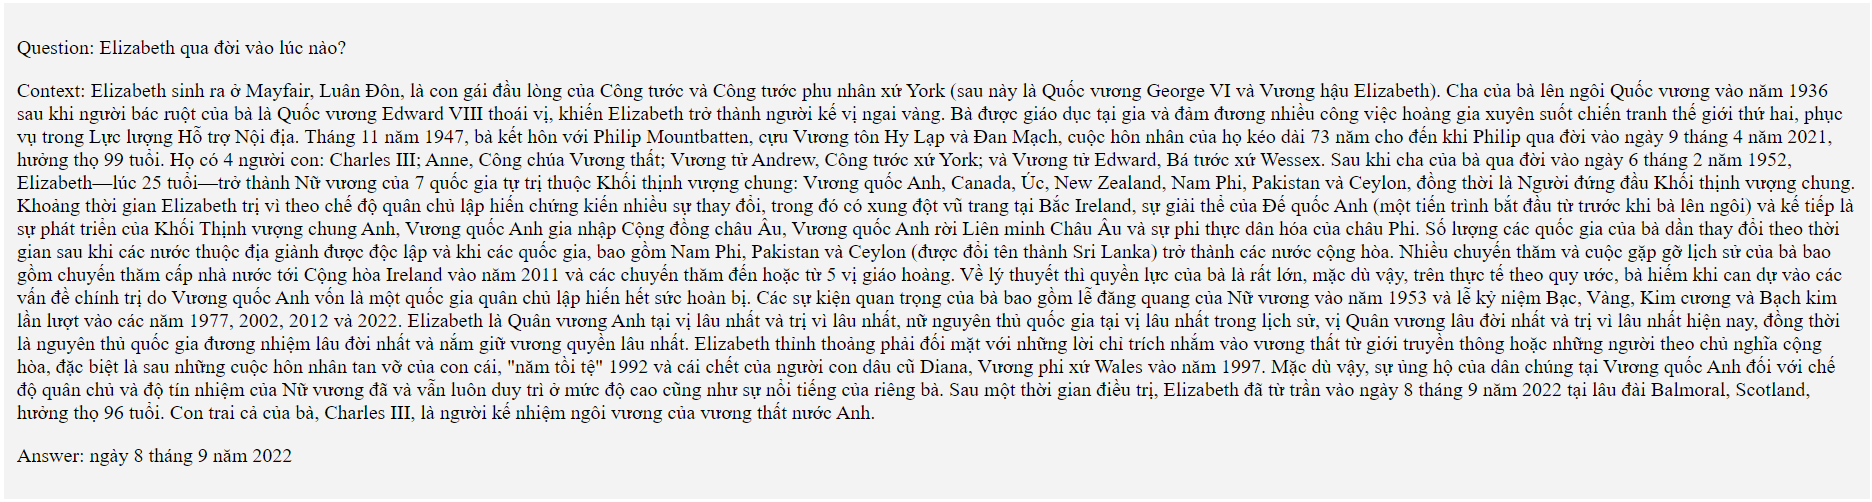 Question: Elizabeth qua đời vào lúc nào?
Context: Elizabeth sinh ra ở Mayfair, Luân Đôn, là con gái đầu lòng của Công tước và Công tước phu nhân xứ York (sau này là Quốc vương George VI và Vương hậu Elizabeth). Cha của bà lên ngôi Quốc vương vào năm 1936
sau khi người bác ruột của bà là Quốc vương Edward VIII thoái vị, khiến Elizabeth trở thành người kế vị ngai vàng. Bà được giáo dục tại gia và đảm đương nhiều công việc hoàng gia xuyên suốt chiến tranh thế giới thứ hai, phục
vụ trong Lực lượng Hỗ trợ Nội địa. Tháng 11 năm 1947, bà kết hôn với Philip Mountbatten, cựu Vương tôn Hy Lạp và Đan Mạch, cuộc hôn nhân của họ kéo dài 73 năm cho đến khi Philip qua đời vào ngày 9 tháng 4 năm 2021,
hưởng thọ 99 tuổi. Họ có 4 người con: Charles III; Anne, Công chúa Vương thất; Vương tử Andrew, Công tước xứ York; và Vương tử Edward, Bá tước xứ Wessex. Sau khi cha của bà qua đời vào ngày 6 tháng 2 năm 1952,
Elizabeth—lúc 25 tuổi—trở thành Nữ vương của 7 quốc gia tự trị thuộc Khối thịnh vượng chung: Vương quốc Anh, Canada, Úc, New Zealand, Nam Phi, Pakistan và Ceylon, đồng thời là Người đứng đầu Khối thịnh vượng chung.
Khoảng thời gian Elizabeth trị vì theo chế độ quân chủ lập hiến chứng kiến nhiều sự thay đổi, trong đó có xung đột vũ trang tại Bắc Ireland, sự giải thể của Đế quốc Anh (một tiến trình bắt đầu từ trước khi bà lên ngôi) và kế tiếp là
sự phát triển của Khối Thịnh vượng chung Anh, Vương quốc Anh gia nhập Cộng đồng châu Âu, Vương quốc Anh rời Liên minh Châu Âu và sự phi thực dân hóa của châu Phi. Số lượng các quốc gia của bà dần thay đổi theo thời
gian sau khi các nước thuộc địa giành được độc lập và khi các quốc gia, bao gồm Nam Phi, Pakistan và Ceylon (được đổi tên thành Sri Lanka) trở thành các nước cộng hòa. Nhiều chuyến thăm và cuộc gặp gỡ lịch sử của bà bao
gồm chuyến thăm cấp nhà nước tới Cộng hòa Ireland vào năm 2011 và các chuyến thăm đến hoặc từ 5 vị giáo hoàng. Về lý thuyết thì quyền lực của bà là rất lớn, mặc dù vậy, trên thực tế theo quy ước, bà hiếm khi can dự vào các
vấn đề chính trị do Vương quốc Anh vốn là một quốc gia quân chủ lập hiến hết sức hoàn bị. Các sự kiện quan trọng của bà bao gồm lễ đăng quang của Nữ vương vào năm 1953 và lễ kỷ niệm Bạc, Vàng, Kim cương và Bạch kim
lần lượt vào các năm 1977, 2002, 2012 và 2022. Elizabeth là Quân vương Anh tại vị lâu nhất và trị vì lâu nhất, nữ nguyên thủ quốc gia tại vị lâu nhất trong lịch sử, vị Quân vương lâu đời nhất và trị vì lâu nhất hiện nay, đồng thời
là nguyên thủ quốc gia đương nhiệm lâu đời nhất và nắm giữ vương quyền lâu nhất. Elizabeth thỉnh thoảng phải đối mặt với những lời chỉ trích nhắm vào vương thất từ giới truyền thông hoặc những người theo chủ nghĩa cộng
hòa, đặc biệt là sau những cuộc hôn nhân tan vỡ của con cái, "năm tồi tệ" 1992 và cái chết của người con dâu cũ Diana, Vương phi xứ Wales vào năm 1997. Mặc dù vậy, sự ủng hộ của dân chúng tại Vương quốc Anh đối với chế
độ quân chủ và độ tín nhiệm của Nữ vương đã và vẫn luôn duy trì ở mức độ cao cũng như sự nổi tiếng của riêng bà. Sau một thời gian điều trị, Elizabeth đã từ trần vào ngày 8 tháng 9 năm 2022 tại lâu đài Balmoral, Scotland,
hưởng thọ 96 tuổi. Con trai cả của bà, Charles III, là người kế nhiệm ngôi vương của vương thất nước Anh.
Answer: ngày 8 tháng 9 năm 2022